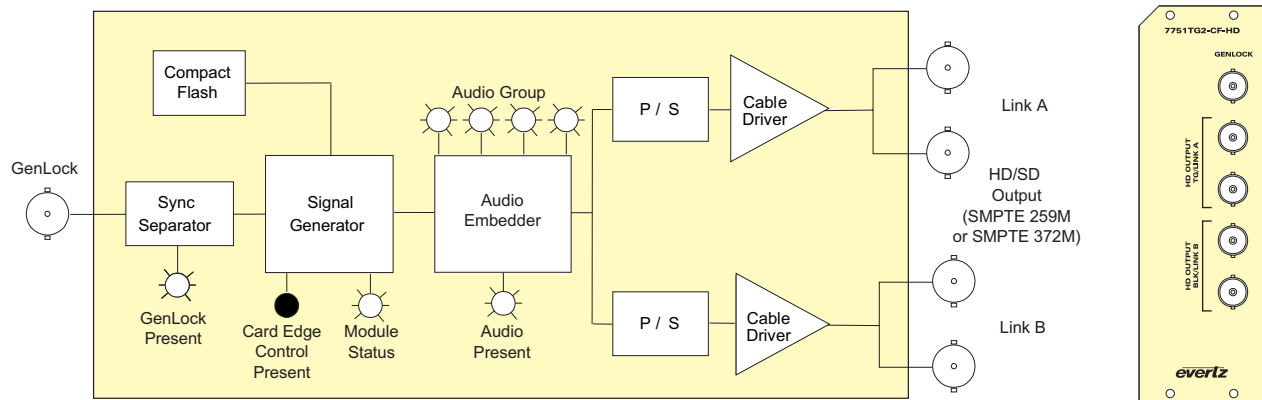 Compact
Flash
Audio Group
GenLock
Sync
Separator
Signal
Generator
Audio
Embedder
P / S
Cable
Driver
Link A
HD/SD
Output
(SMPTE 259M
or SMPTE 372M)
GenLock
Present
Card Edge
Control
Present
Module
Status
Audio
Present
P / S
Cable
Driver
Link B
7751TG2-CF-HD
GENLOCK
HD OUTPUT
TG/LINK A
HD OUTPUT
BLK/LINK B
evertz